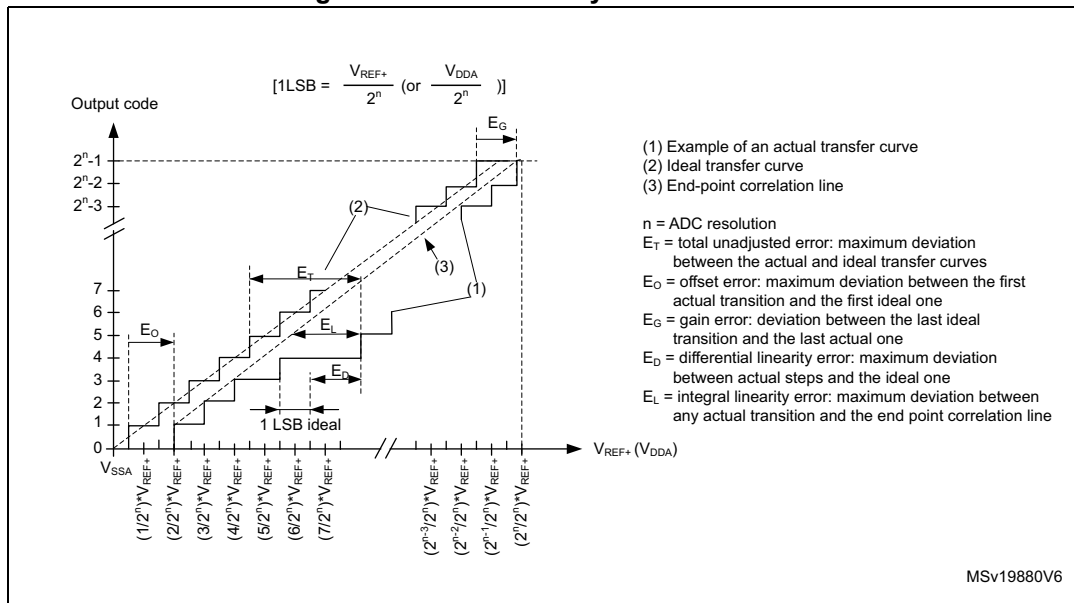 [1LSB = V_REF+ / 2^n (or V_DDA / 2^n )]
Output code
E_G
2^n-1
2^n-2
2^n-3
(2)
(3)
(1)
7
6
5
4
3
2
1
0
E_T
E_O
E_L
E_D
1 LSB ideal
V_SSA
(1/2^n)*V_REF+
(2/2^n)*V_REF+
(3/2^n)*V_REF+
(4/2^n)*V_REF+
(5/2^n)*V_REF+
(6/2^n)*V_REF+
(7/2^n)*V_REF+
(2^n-3/2^n)*V_REF+
(2^n-2/2^n)*V_REF+
(2^n-1/2^n)*V_REF+
(2^n/2^n)*V_REF+
V_REF+ (V_DDA)
(1) Example of an actual transfer curve
(2) Ideal transfer curve
(3) End-point correlation line
n = ADC resolution
E_T = total unadjusted error: maximum deviation
between the actual and ideal transfer curves
E_O = offset error: maximum deviation between the first
actual transition and the first ideal one
E_G = gain error: deviation between the last ideal
transition and the last actual one
E_D = differential linearity error: maximum deviation
between actual steps and the ideal one
E_L = integral linearity error: maximum deviation between
any actual transition and the end point correlation line
MSv19880V6